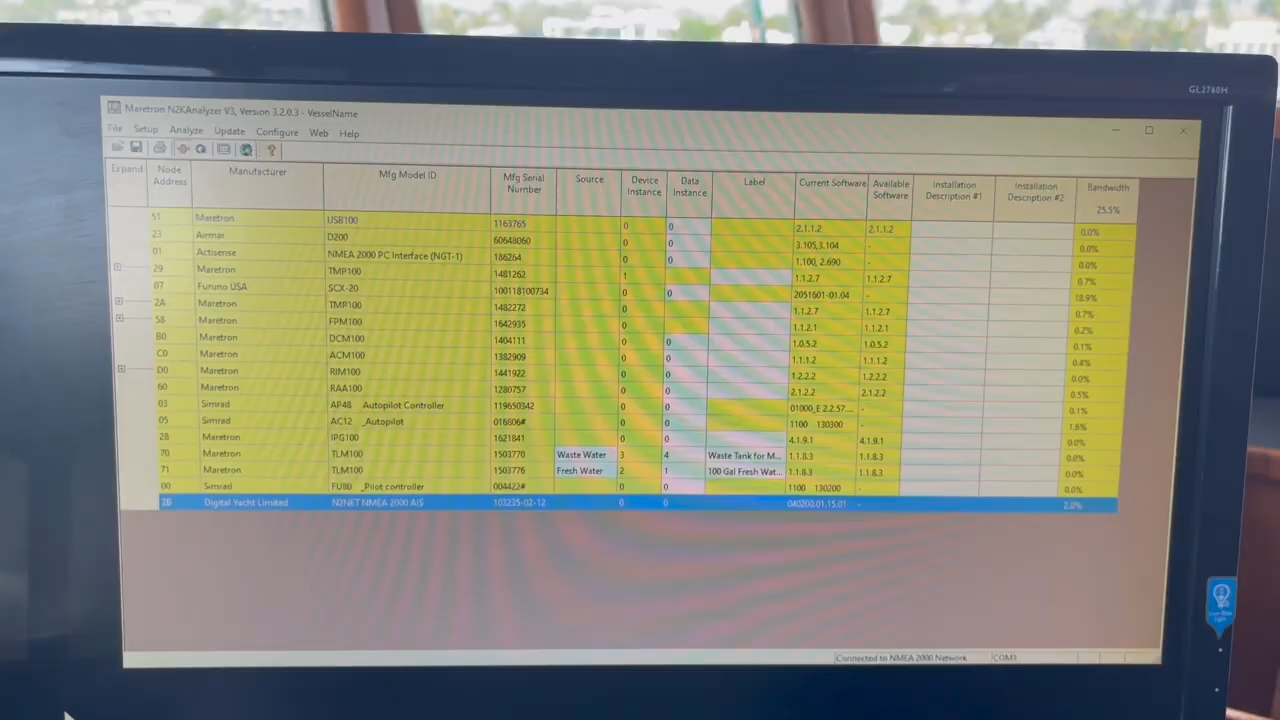 GL2760H
Maretron N2KAnalyzer V3, Version 3.2.0.3 - VesselName
File Setup Analyze Update Configure Web Help
Expand Node Address Manufacturer Mfg Model ID Mfg Serial Number Source Device Instance Data Instance Label Current Software Available Software Installation Description #1 Installation Description #2 Bandwidth
25.5%
51 Maretron USB100 1163765 0 0 2.1.1.2 2.1.1.2 0.0%
23 Airmar D200 60648060 0 0 3.105,3.104 - 0.0%
01 Actisense NMEA 2000 PC Interface (NGT-1) 186264 0 0 1.100, 2.690 - 0.0%
29 Maretron TMP100 1481262 1 1.1.2.7 1.1.2.7 0.7%
07 Furuno USA SCX-20 100118100734 0 0 2051601-01.04 - 18.9%
2A Maretron TMP100 1482272 0 1.1.2.7 1.1.2.7 0.7%
58 Maretron FPM100 1642935 0 1.1.2.1 1.1.2.1 0.2%
B0 Maretron DCM100 1404111 0 0 1.0.5.2 1.0.5.2 0.1%
C0 Maretron ACM100 1382909 0 0 1.1.1.2 1.1.1.2 0.4%
D0 Maretron RIM100 1441922 0 0 1.2.2.2 1.2.2.2 0.0%
60 Maretron RAA100 1280757 0 0 2.1.2.2 2.1.2.2 0.5%
03 Simrad AP48 _Autopilot Controller 119650342 0 0 01000_E 2.2.57... - 0.1%
05 Simrad AC12 _Autopilot 016806# 0 0 1100 130300 - 1.6%
28 Maretron IPG100 1621841 0 0 4.1.9.1 4.1.9.1 0.0%
70 Maretron TLM100 1503770 Waste Water 3 4 Waste Tank for M... 1.1.8.3 1.1.8.3 0.0%
71 Maretron TLM100 1503776 Fresh Water 2 1 100 Gal Fresh Wat... 1.1.8.3 1.1.8.3 0.0%
00 Simrad FU80 _Pilot controller 004422# 0 0 1100 130200 - 0.0%
2B Digital Yacht Limited N2NET NMEA 2000 AIS 103235-02-12 0 0 040200.01.15.01 - 2.0%
Low Blue
Light
Connected to NMEA 2000 Network COM3